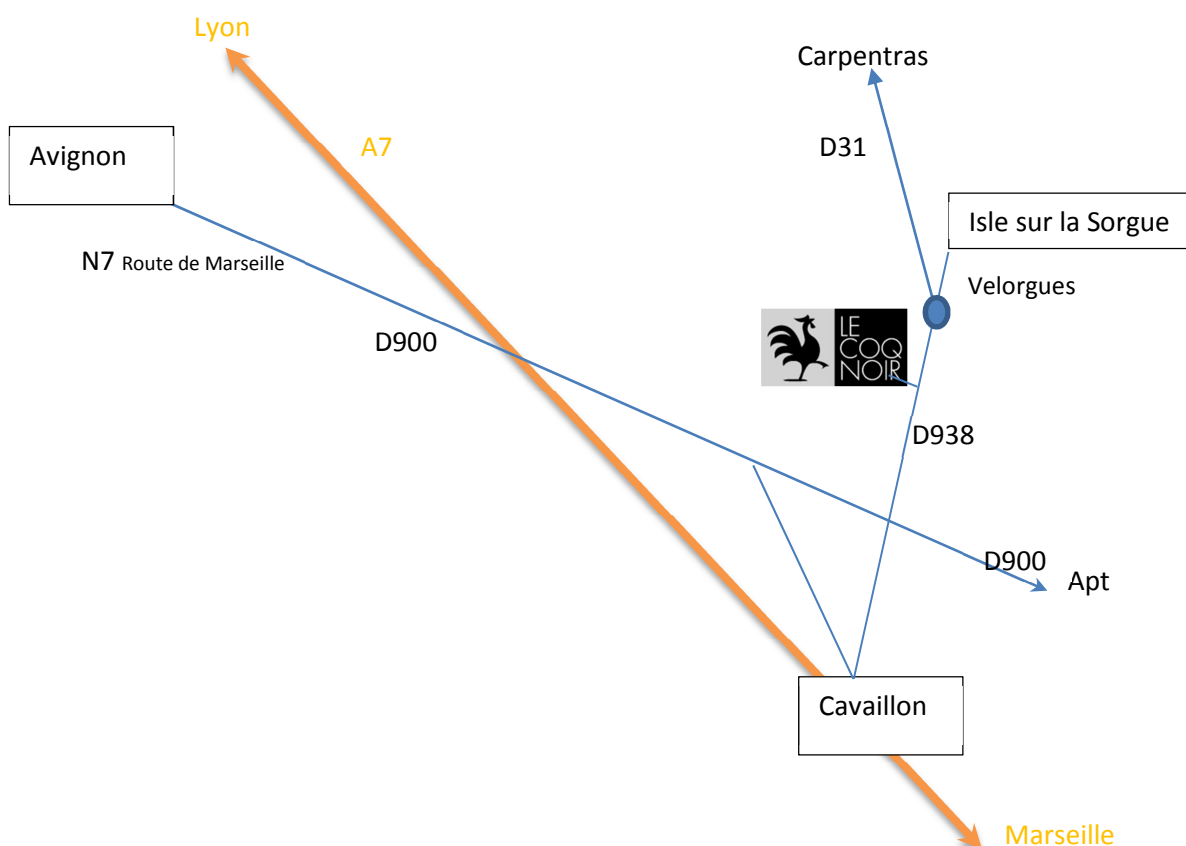 Lyon
Carpentras
A7
D31
Avignon
Isle sur la Sorgue
N7 Route de Marseille
Velorgues
LE
COQ
NOIR
D900
D938
D900
Apt
Cavaillon
Marseille